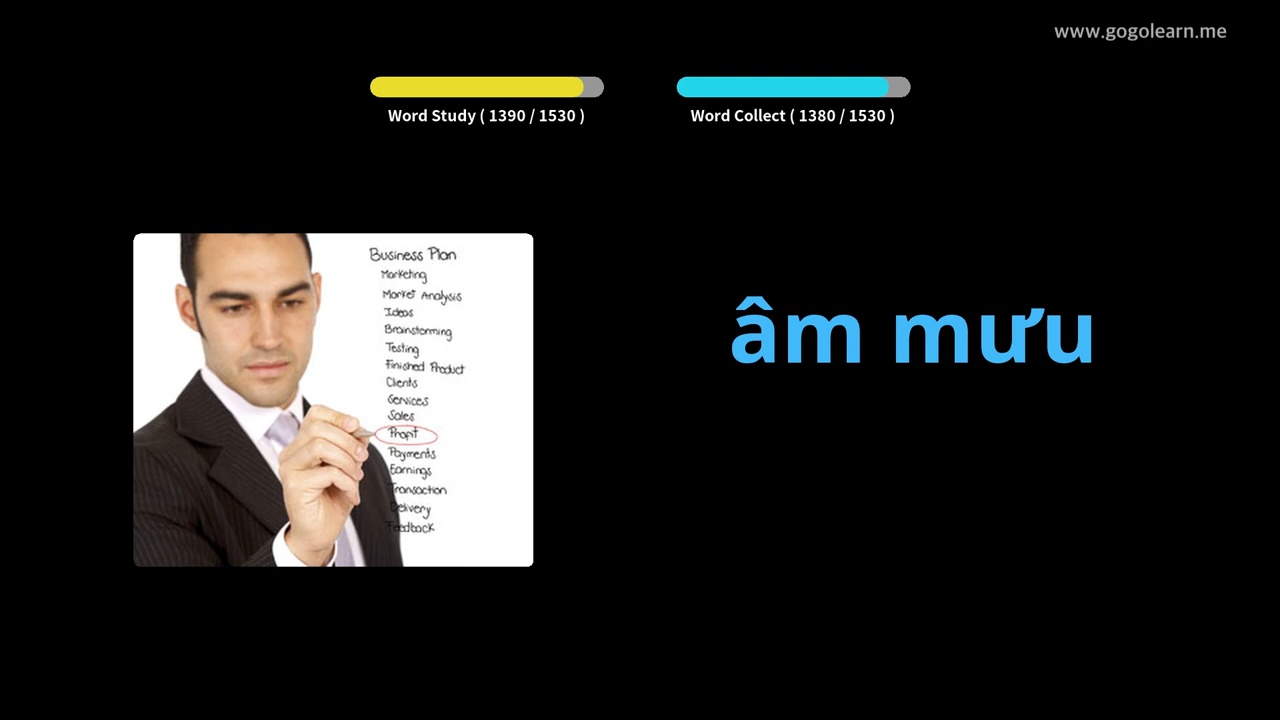 www.gogolearn.me
Word Study ( 1390 / 1530 )
Word Collect ( 1380 / 1530 )
Business Plan
Marketing
Market Analysis
Ideas
Brainstorming
Testing
Finished Product
Clients
Services
Sales
Profit
Payments
Earnings
Transaction
Delivery
Feedback
âm mưu